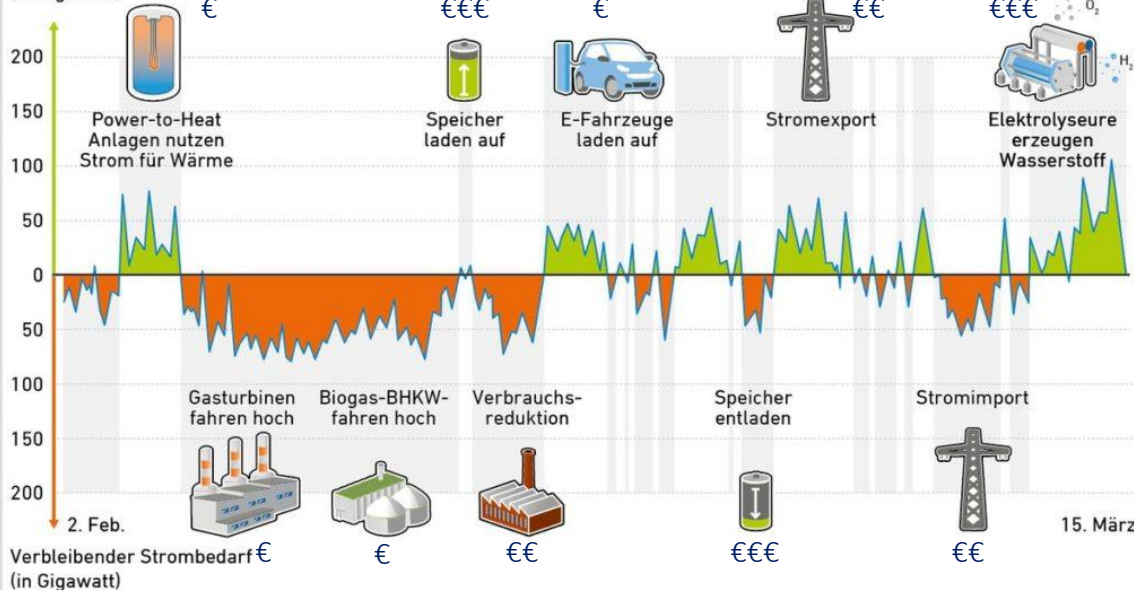 € €€€ € €€ €€€
O₂
H₂
200
150
100
50
0
50
100
150
200
Power-to-Heat
Anlagen nutzen
Strom für Wärme
Speicher
laden auf
E-Fahrzeuge
laden auf
Stromexport
Elektrolyseure
erzeugen
Wasserstoff
Gasturbinen
fahren hoch
Biogas-BHKW-
fahren hoch
Verbrauchs-
reduktion
Speicher
entladen
Stromimport
2. Feb.
15. März
Verbleibender Strombedarf
(in Gigawatt)
€ € €€ €€€ €€